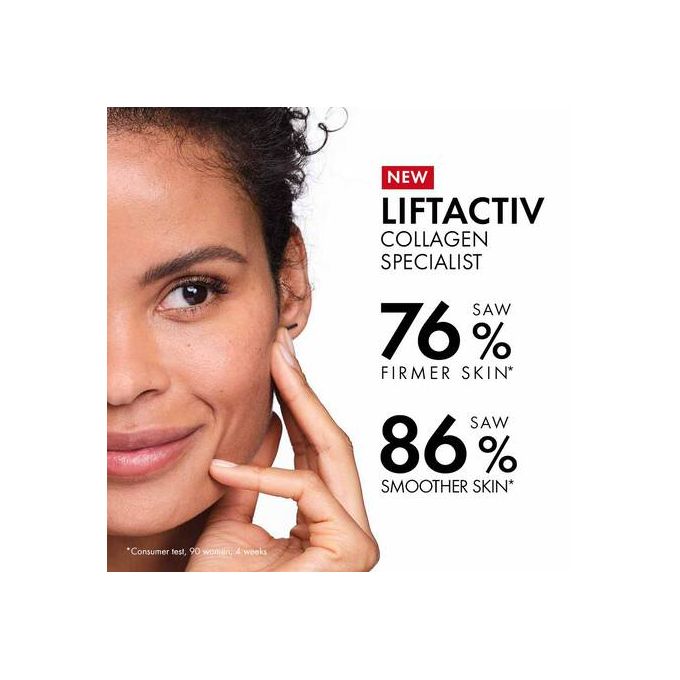 NEW
LIFTACTIV
COLLAGEN
SPECIALIST
76% SAW
FIRMER SKIN*
86% SAW
SMOOTHER SKIN*
*Consumer test, 90 women, 4 weeks